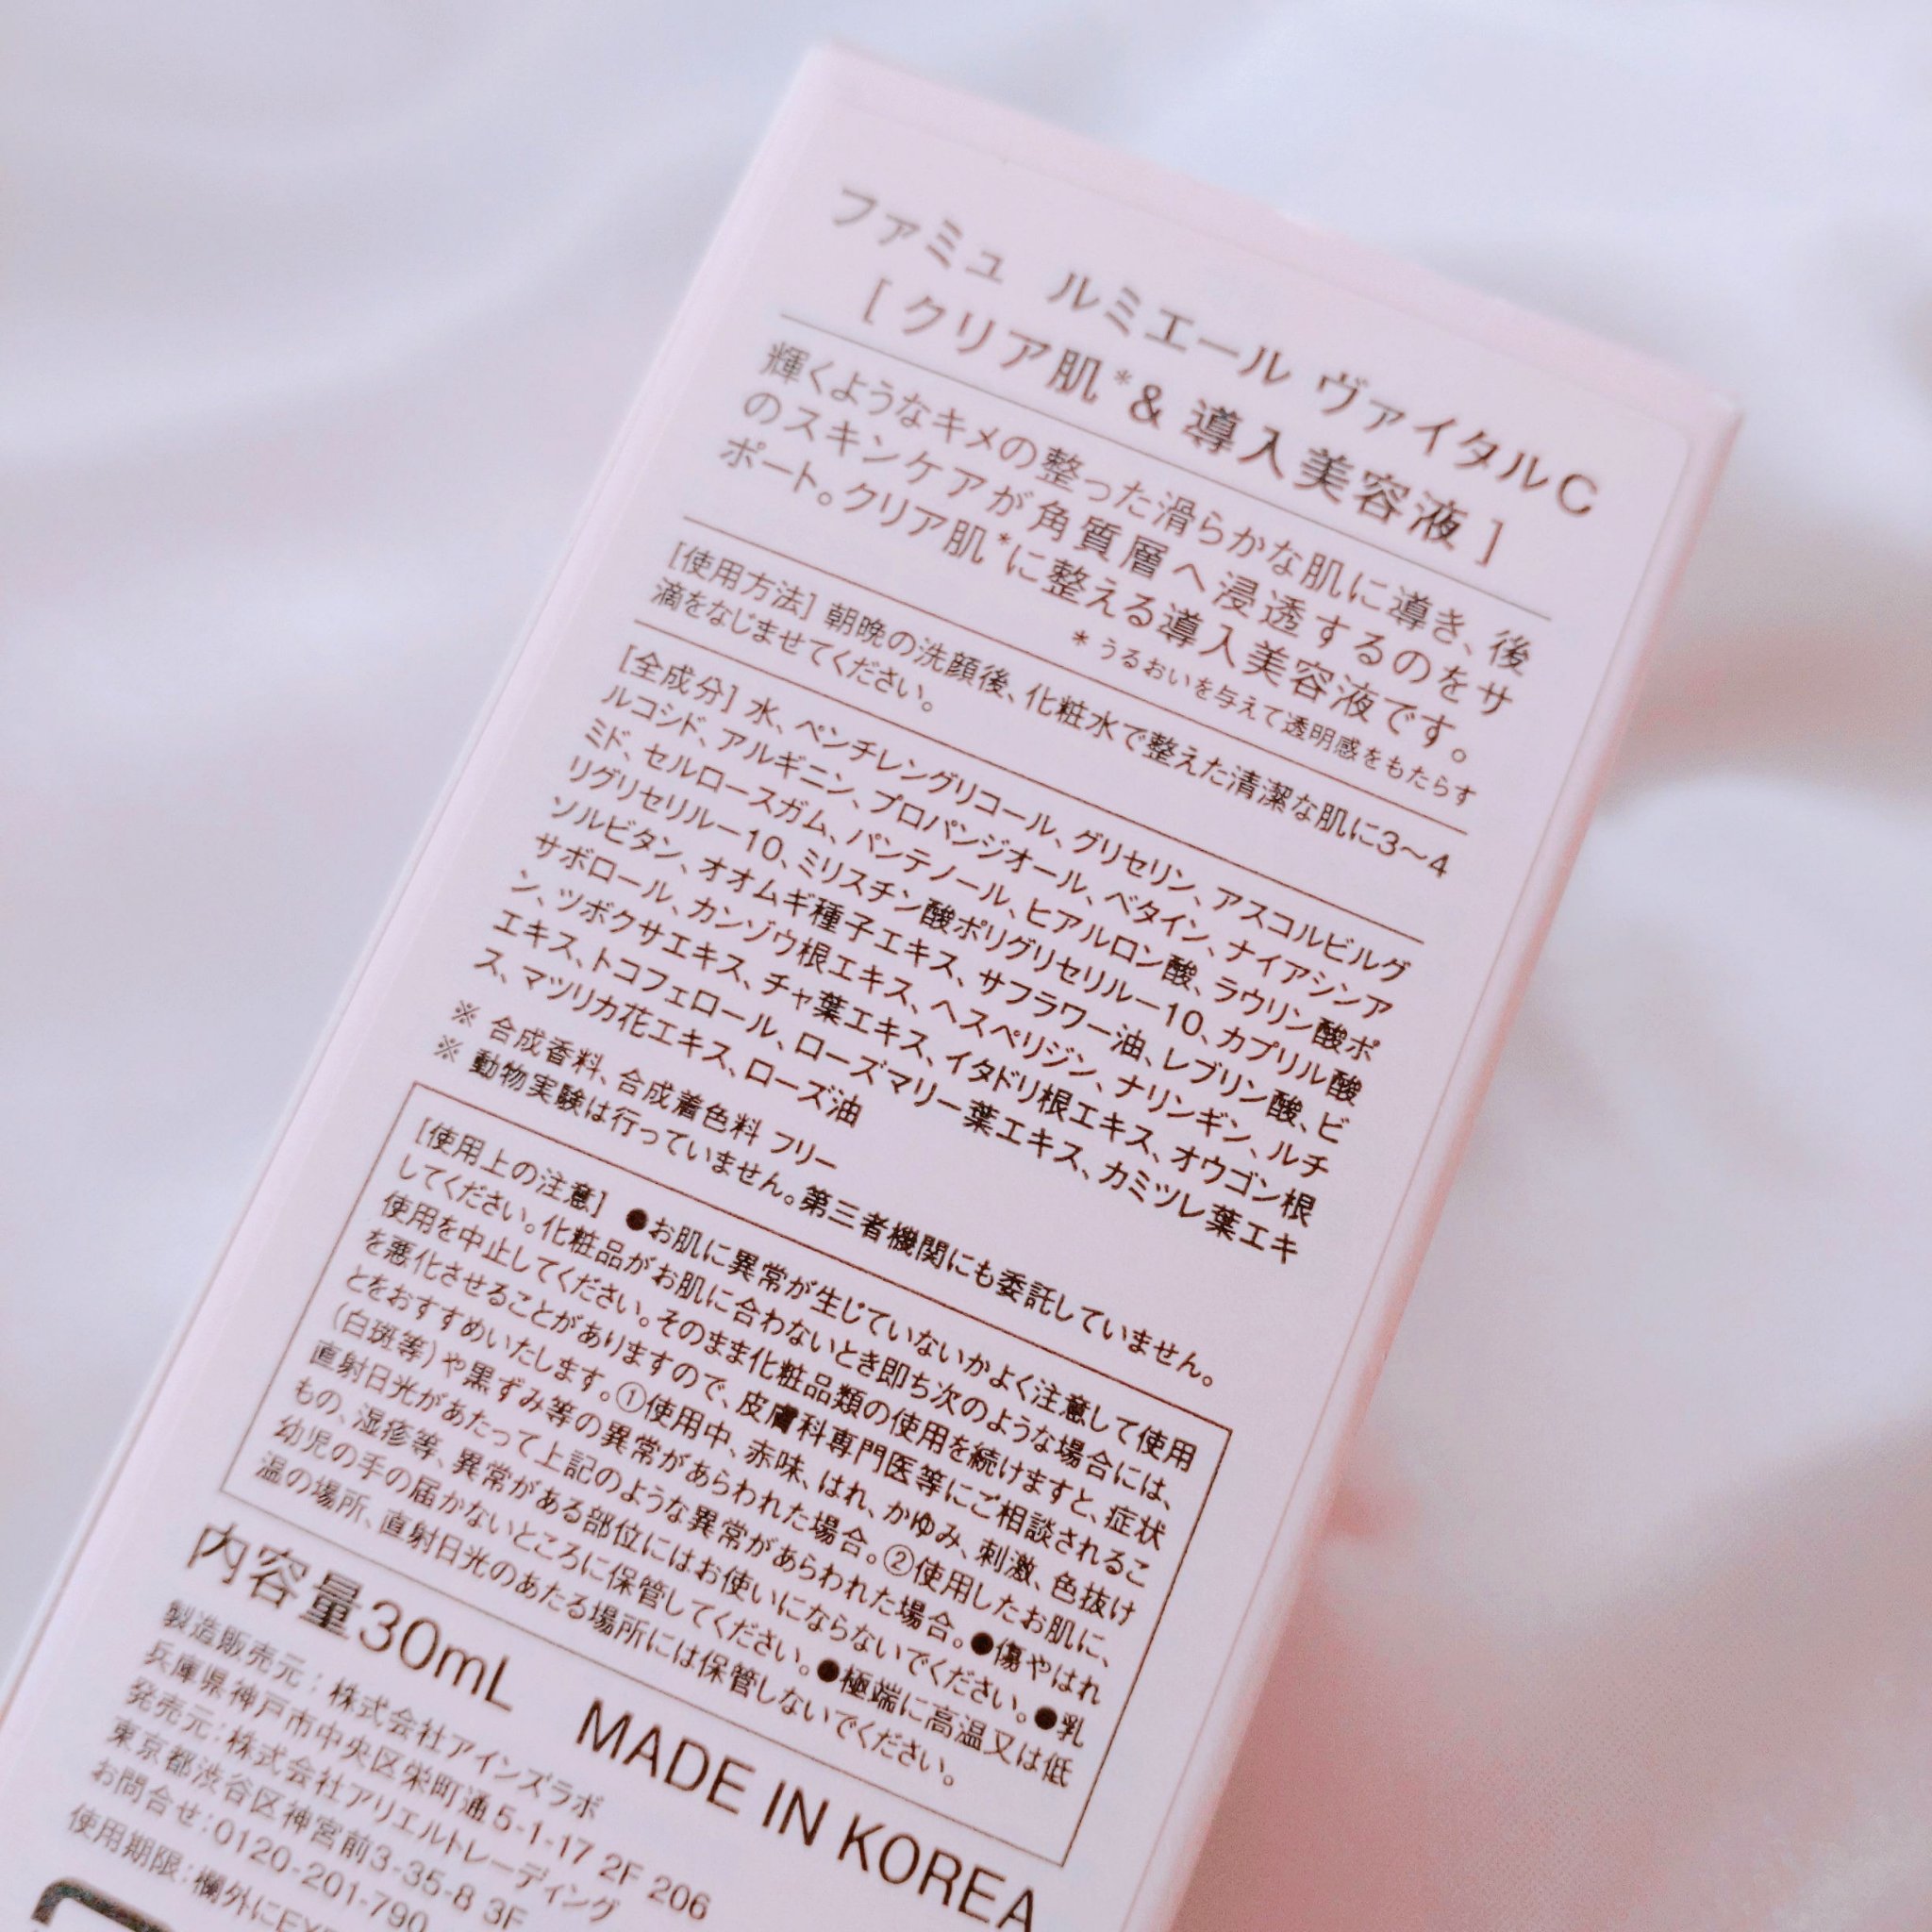 ファミュ ルミエール ヴァイタルC
[ クリア肌*& 導入美容液 ]
輝くようなキメの整った滑らかな肌に導き、後
のスキンケアが角質層へ浸透するのをサ
ポート。クリア肌*に整える導入美容液です。
* うるおいを与えて透明感をもたらす
[使用方法] 朝晩の洗顔後、化粧水で整えた清潔な肌に3〜4
滴をなじませてください。
[全成分] 水、ペンチレングリコール、グリセリン、アスコルビルグ
ルコシド、アルギニン、プロパンジオール、ベタイン、ナイアシンア
ミド、セルロースガム、パンテノール、ヒアルロン酸、ラウリン酸ポ
リグリセリルー10、ミリスチン酸ポリグリセリルー10、カプリル酸
ソルビタン、オオムギ種子エキス、サフラワー油、レブリン酸、ビ
サボロール、カンゾウ根エキス、ヘスペリジン、ナリンギン、ルチ
ン、ツボクサエキス、チャ葉エキス、イタドリ根エキス、オウゴン根
エキス、トコフェロール、ローズマリー葉エキス、カミツレ葉エキ
ス、マツリカ花エキス、ローズ油
※ 合成香料、合成着色料 フリー
※ 動物実験は行っていません。第三者機関にも委託していません。
[使用上の注意] ●お肌に異常が生じていないかよく注意して使用
してください。化粧品がお肌に合わないとき即ち次のような場合には、
使用を中止してください。そのまま化粧品類の使用を続けますと、症状
を悪化させることがありますので、皮膚科専門医等にご相談されるこ
とをおすすめいたします。①使用中、赤味、はれ、かゆみ、刺激、色抜け
(白斑等)や黒ずみ等の異常があらわれた場合。②使用したお肌に、
直射日光があたって上記のような異常があらわれた場合。●傷やはれ
もの、湿疹等、異常がある部位にはお使いにならないでください。●乳
幼児の手の届かないところに保管してください。●極端に高温又は低
温の場所、直射日光のあたる場所には保管しないでください。
内容量30mL MADE IN KOREA
製造販売元：株式会社アインズラボ
兵庫県神戸市中央区栄町通5-1-17 2F 206
発売元：株式会社アリエルトレーディング
東京都渋谷区神宮前3-35-8 3F
お問合せ：0120-201-790
使用期限：欄外にEXP